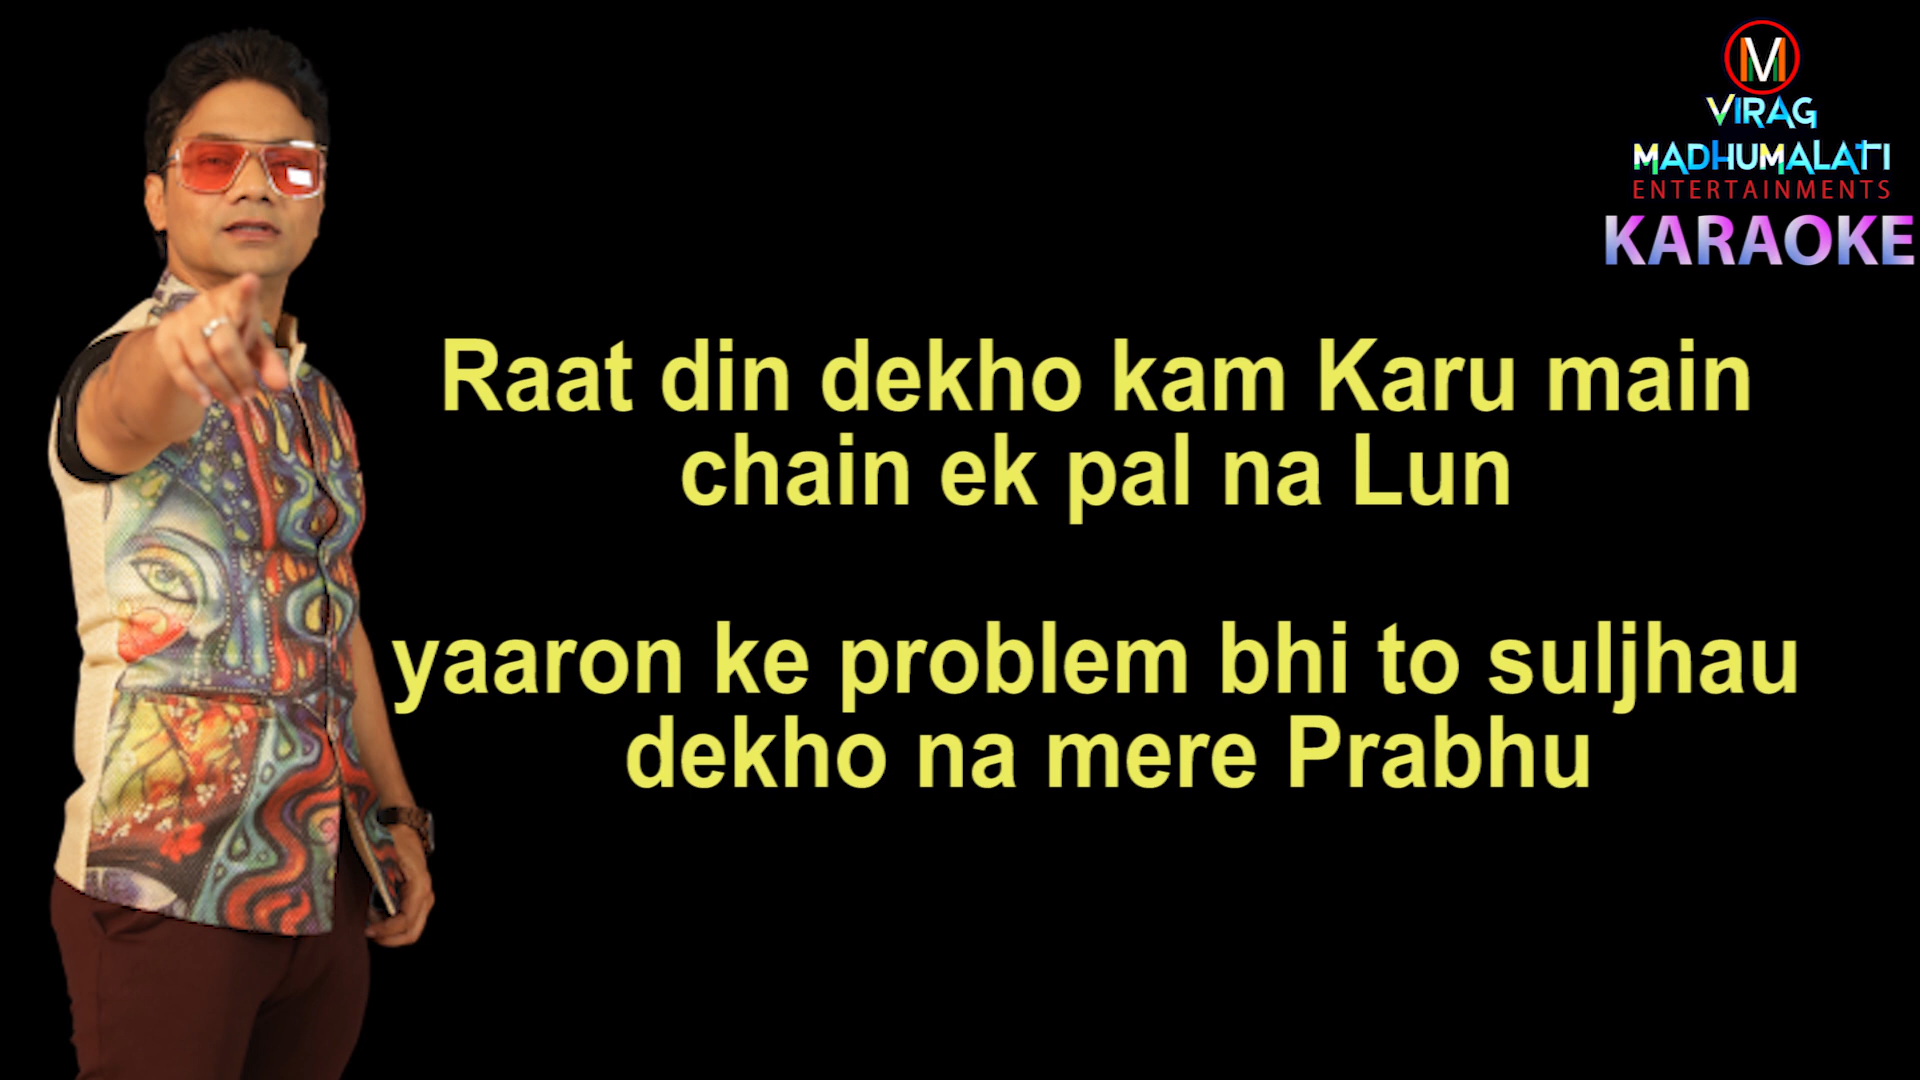 M
VIRAG
MADHUMALATI
ENTERTAINMENTS
KARAOKE
Raat din dekho kam Karu main
chain ek pal na Lun
yaaron ke problem bhi to suljhau
dekho na mere Prabhu